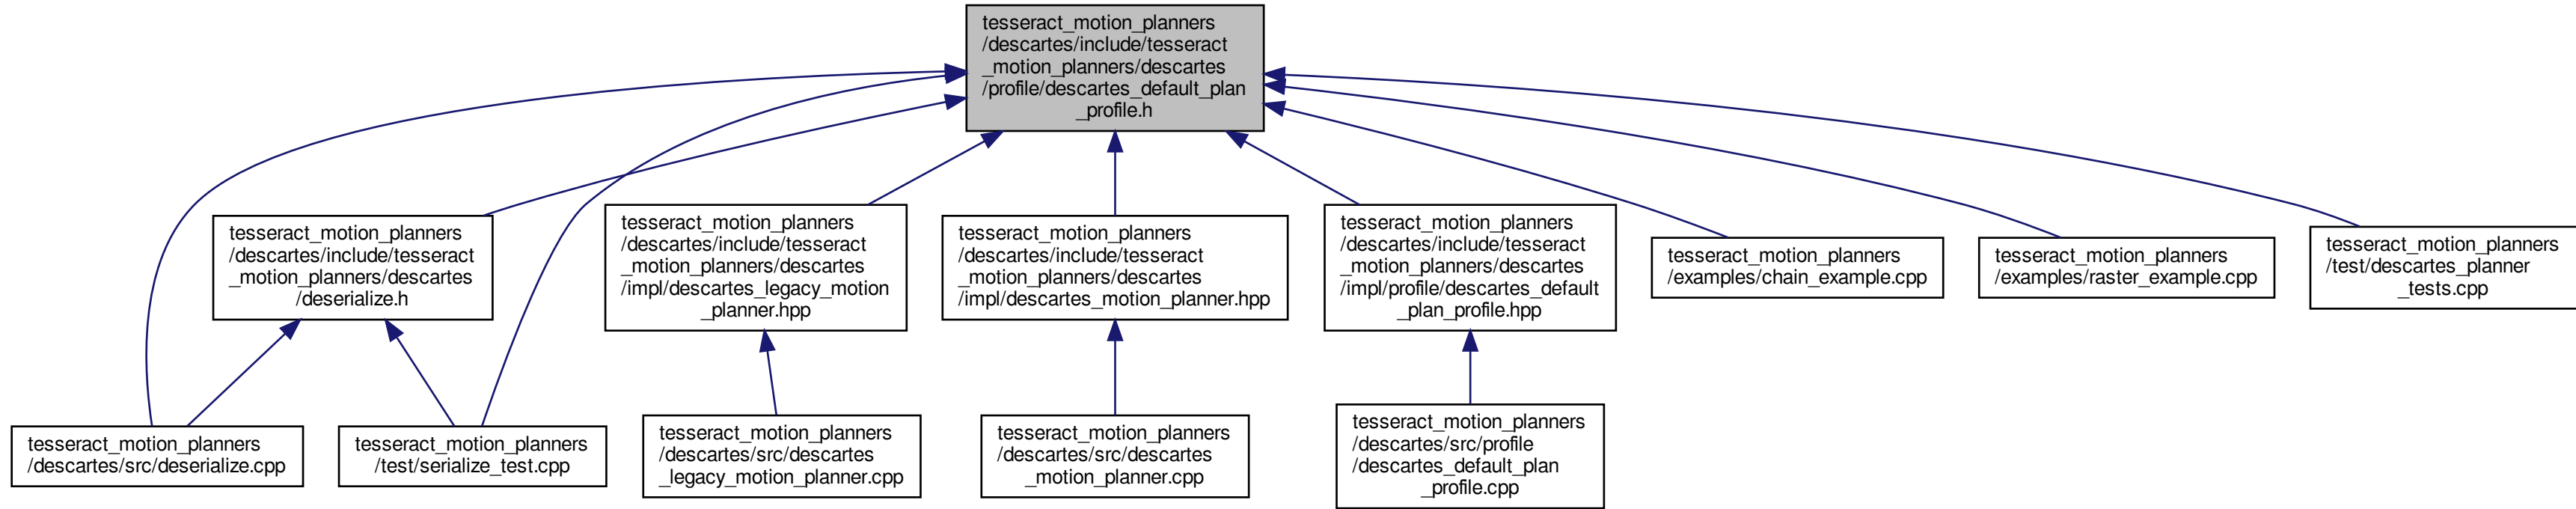 tesseract_motion_planners
/descartes/include/tesseract
_motion_planners/descartes
/profile/descartes_default_plan
_profile.h
tesseract_motion_planners
/descartes/include/tesseract
_motion_planners/descartes
/deserialize.h
tesseract_motion_planners
/descartes/include/tesseract
_motion_planners/descartes
/impl/descartes_legacy_motion
_planner.hpp
tesseract_motion_planners
/descartes/include/tesseract
_motion_planners/descartes
/impl/descartes_motion_planner.hpp
tesseract_motion_planners
/descartes/include/tesseract
_motion_planners/descartes
/impl/profile/descartes_default
_plan_profile.hpp
tesseract_motion_planners
/examples/chain_example.cpp
tesseract_motion_planners
/examples/raster_example.cpp
tesseract_motion_planners
/test/descartes_planner
_tests.cpp
tesseract_motion_planners
/descartes/src/deserialize.cpp
tesseract_motion_planners
/test/serialize_test.cpp
tesseract_motion_planners
/descartes/src/descartes
_legacy_motion_planner.cpp
tesseract_motion_planners
/descartes/src/descartes
_motion_planner.cpp
tesseract_motion_planners
/descartes/src/profile
/descartes_default_plan
_profile.cpp